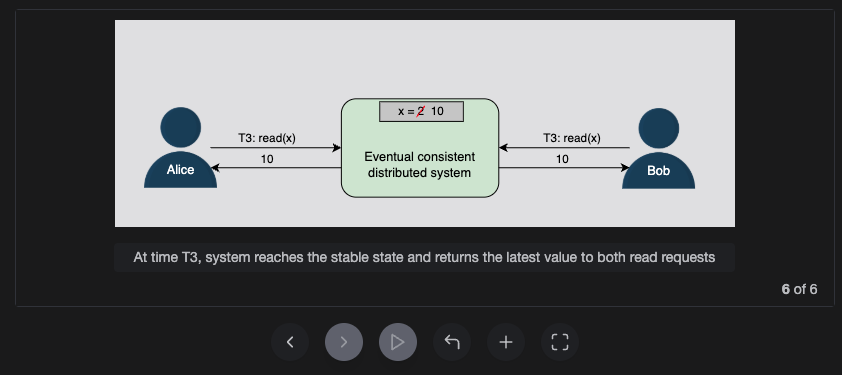 x = 2 10
T3: read(x)
10
Alice
Eventual consistent
distributed system
T3: read(x)
10
Bob
At time T3, system reaches the stable state and returns the latest value to both read requests
6 of 6